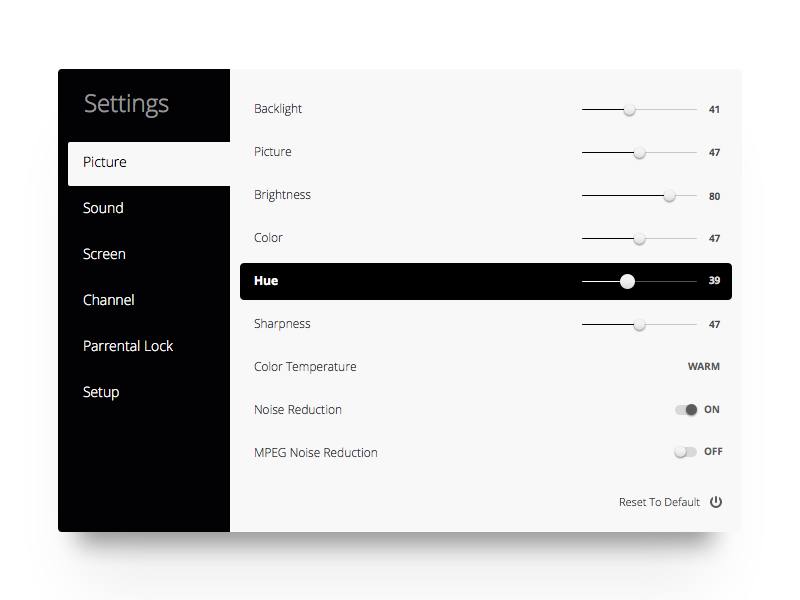 Settings
Picture
Sound
Screen
Channel
Parrental Lock
Setup
Backlight 41
Picture 47
Brightness 80
Color 47
Hue 39
Sharpness 47
Color Temperature WARM
Noise Reduction ON
MPEG Noise Reduction OFF
Reset To Default